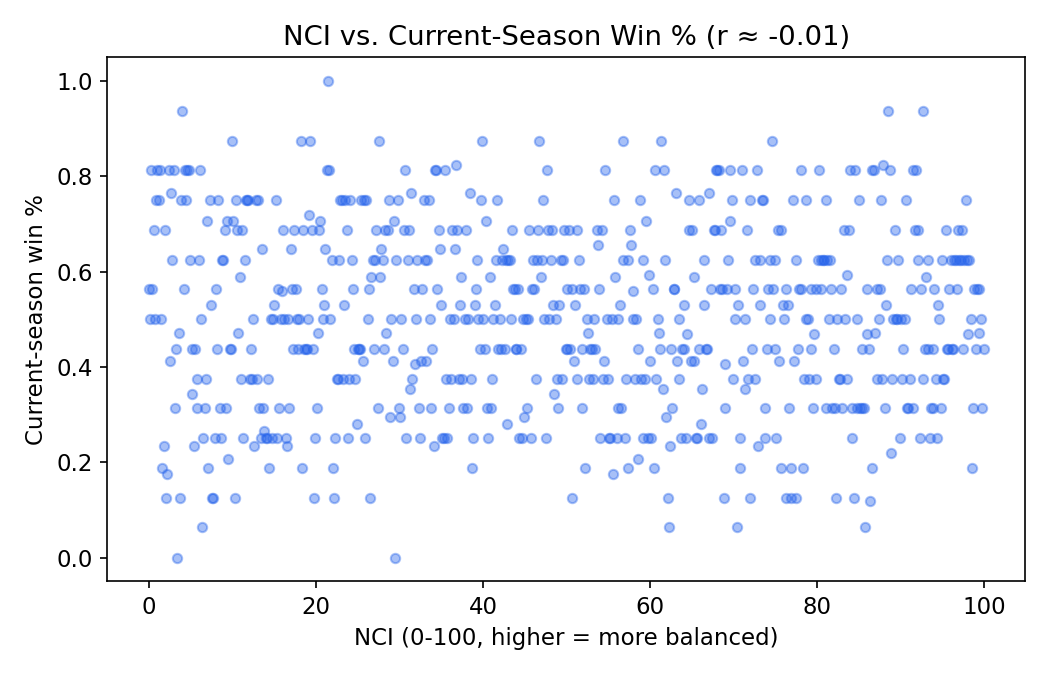 NCI vs. Current-Season Win % (r ≈ -0.01)
1.0
0.8
0.6
0.4
0.2
0.0
Current-season win %
0 20 40 60 80 100
NCI (0-100, higher = more balanced)